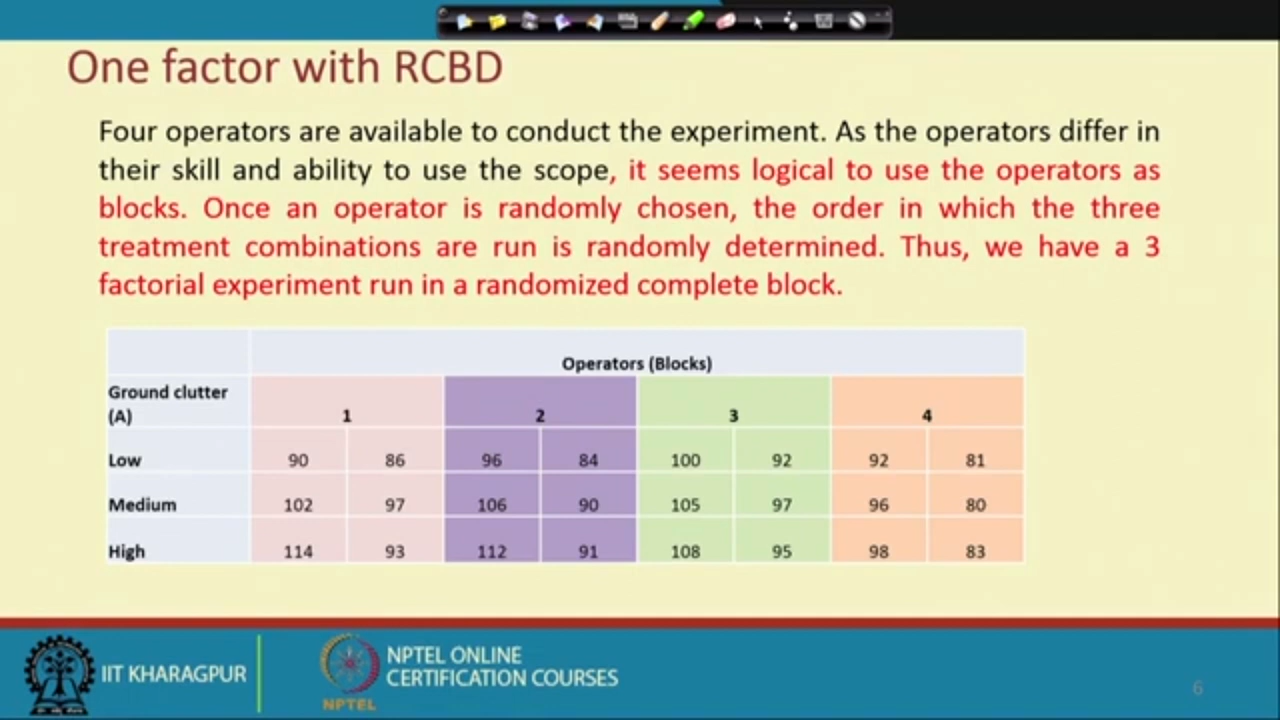 One factor with RCBD
Four operators are available to conduct the experiment. As the operators differ in
their skill and ability to use the scope, it seems logical to use the operators as
blocks. Once an operator is randomly chosen, the order in which the three
treatment combinations are run is randomly determined. Thus, we have a 3
factorial experiment run in a randomized complete block.
Operators (Blocks)
Ground clutter
(A) 1 2 3 4
Low 90 86 96 84 100 92 92 81
Medium 102 97 106 90 105 97 96 80
High 114 93 112 91 108 95 98 83
IIT KHARAGPUR
NPTEL
NPTEL ONLINE
CERTIFICATION COURSES
6